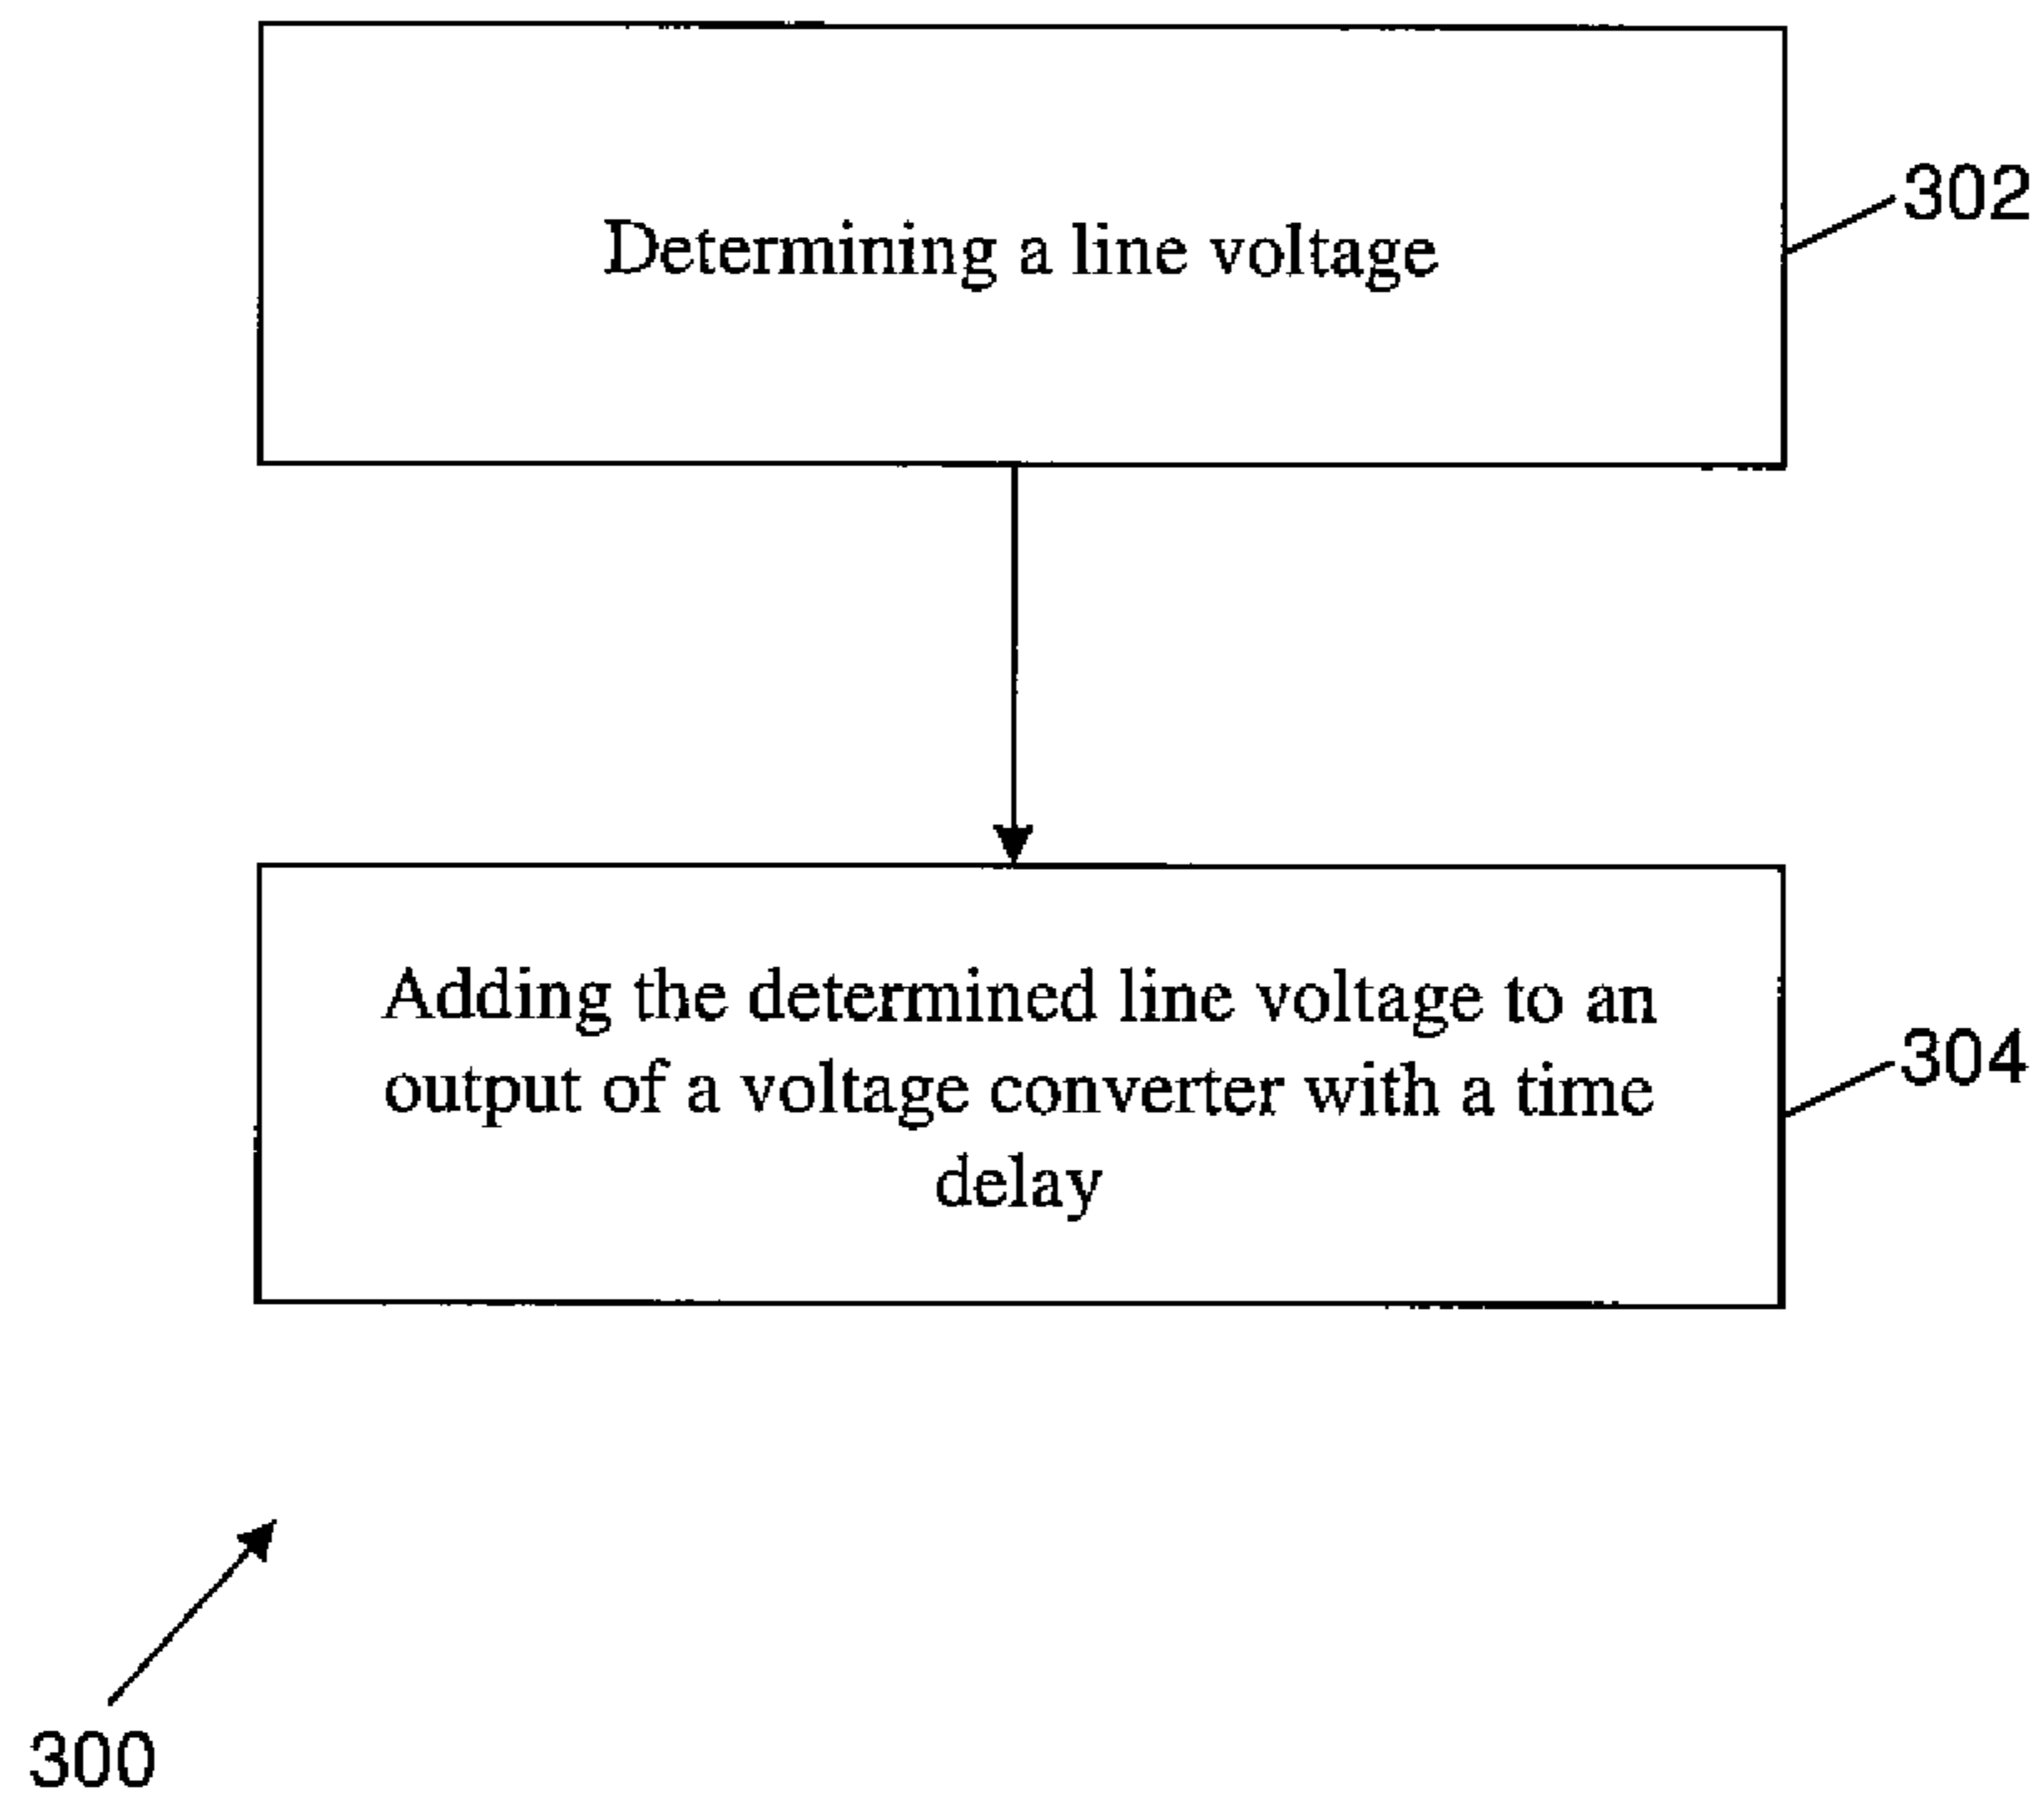 Determining a line voltage
302
Adding the determined line voltage to an
output of a voltage converter with a time
delay
304
300